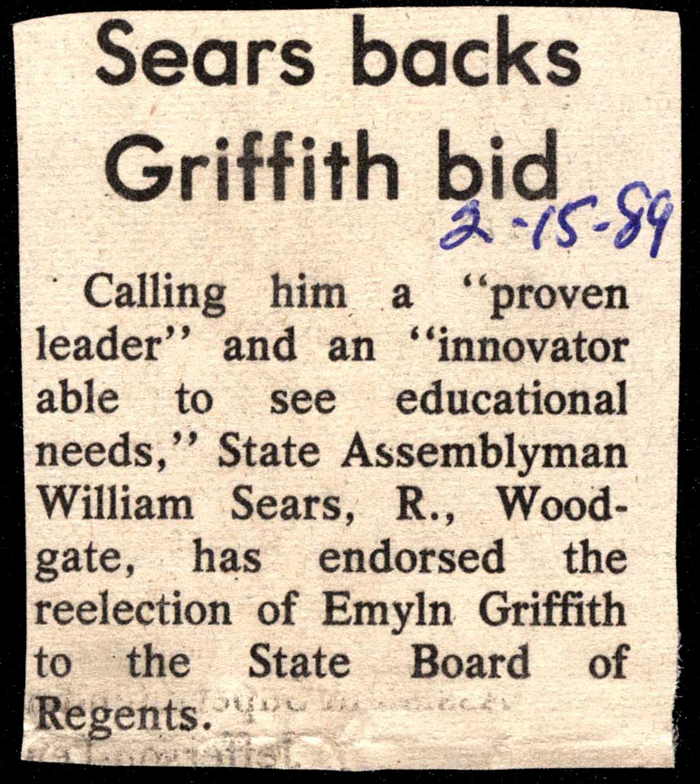 Sears backs
Griffith bid
2-15-89
Calling him a “proven
leader” and an “innovator
able to see educational
needs,” State Assemblyman
William Sears, R., Wood-
gate, has endorsed the
reelection of Emyln Griffith
to the State Board of
Regents.